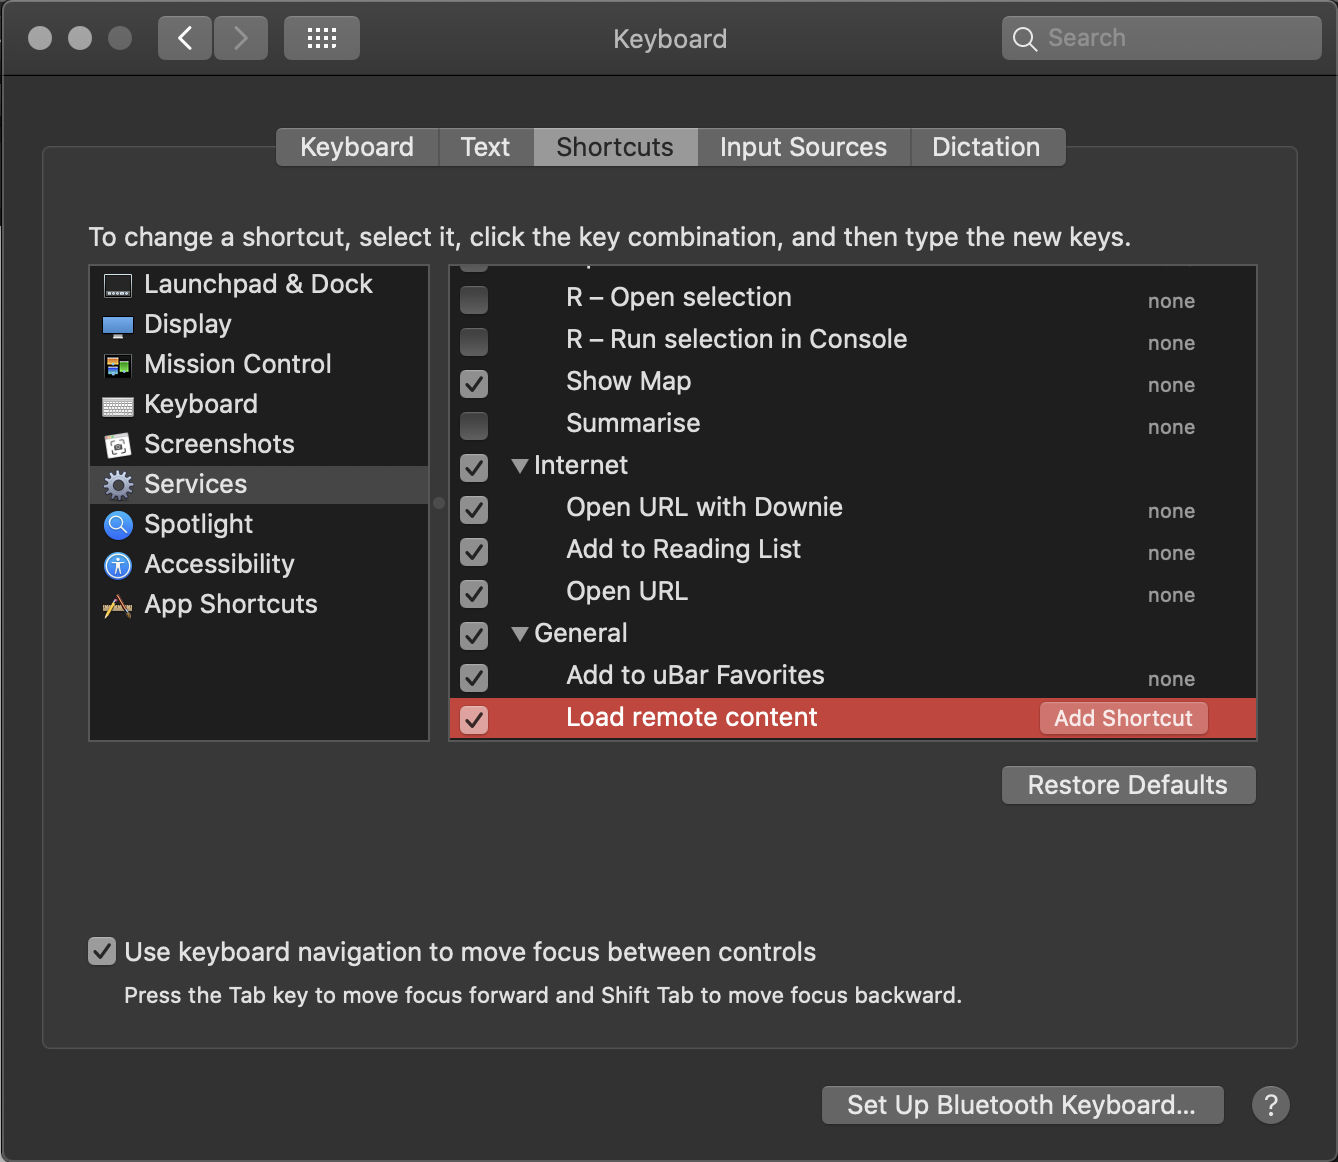 Keyboard
Search
Keyboard
Text
Shortcuts
Input Sources
Dictation
To change a shortcut, select it, click the key combination, and then type the new keys.
Launchpad & Dock
Display
Mission Control
Keyboard
Screenshots
Services
Spotlight
Accessibility
App Shortcuts
R – Open selection none
R – Run selection in Console none
Show Map none
Summarise none
Internet
Open URL with Downie none
Add to Reading List none
Open URL none
General
Add to uBar Favorites none
Load remote content Add Shortcut
Restore Defaults
Use keyboard navigation to move focus between controls
Press the Tab key to move focus forward and Shift Tab to move focus backward.
Set Up Bluetooth Keyboard...
?